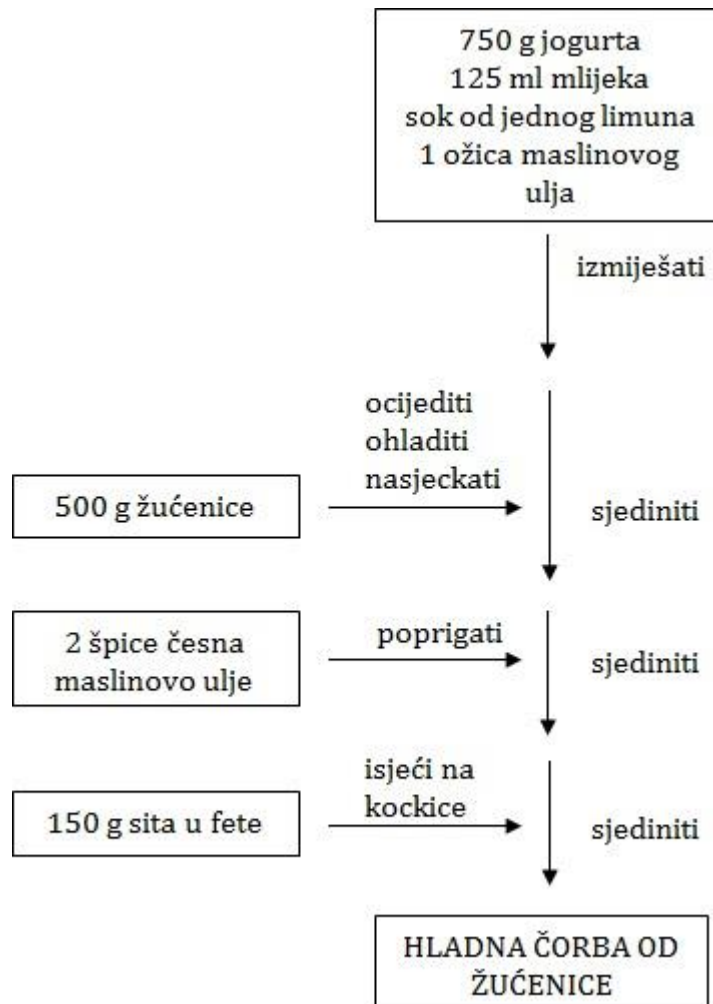 750 g jogurta
125 ml mlijeka
sok od jednog limuna
1 ožica maslinovog
ulja
izmiješati
ocijediti
ohladiti
nasjeckati
500 g žućenice
sjediniti
2 špice česna
maslinovo ulje
poprigati
sjediniti
isjeći na
kockice
150 g sita u fete
sjediniti
HLADNA ČORBA OD
ŽUĆENICE